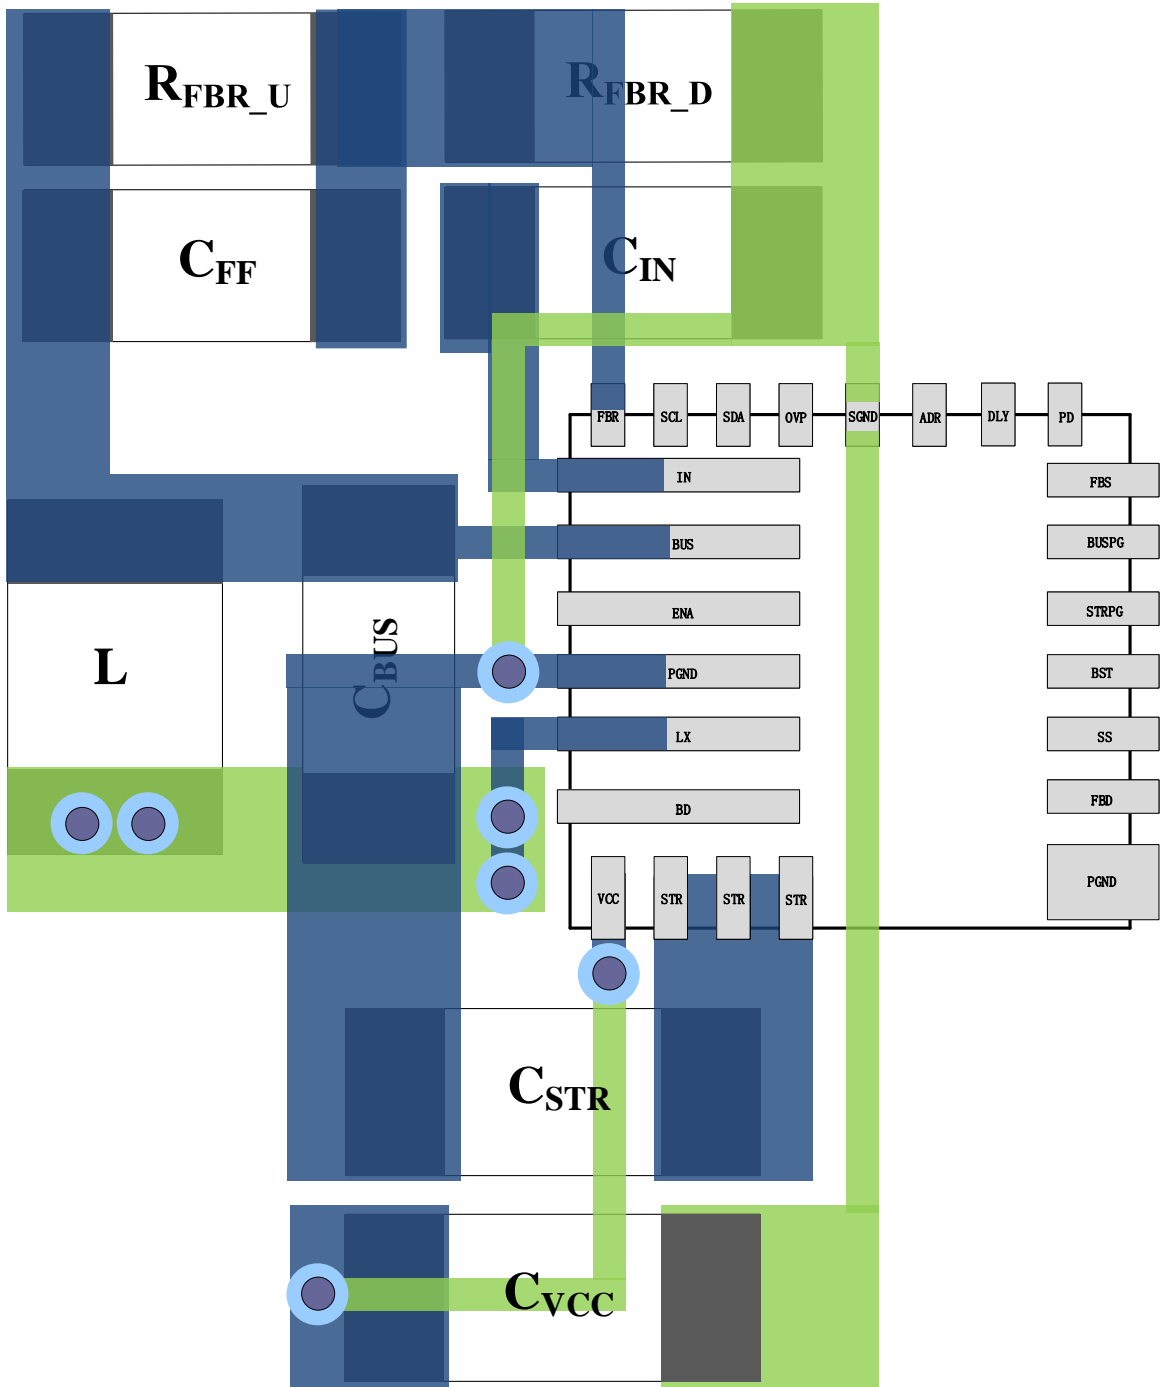 RFBR_U
RFBR_D
CFF
CIN
FBR
SCL
SDA
OVP
SGND
ADR
DLY
PD
IN
FBS
BUS
BUSPG
ENA
STRPG
L
CBUS
PGND
BST
LX
SS
BD
FBD
PGND
VCC
STR
STR
STR
CSTR
CVCC